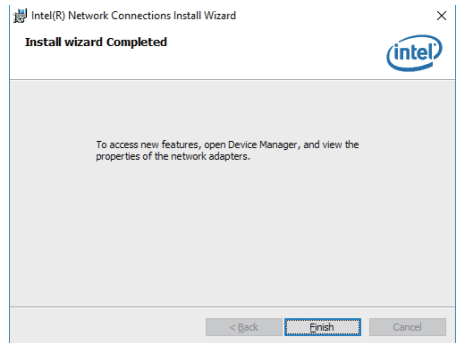 Intel(R) Network Connections Install Wizard
Install wizard Completed
intel
To access new features, open Device Manager, and view the
properties of the network adapters.
< Back
Finish
Cancel